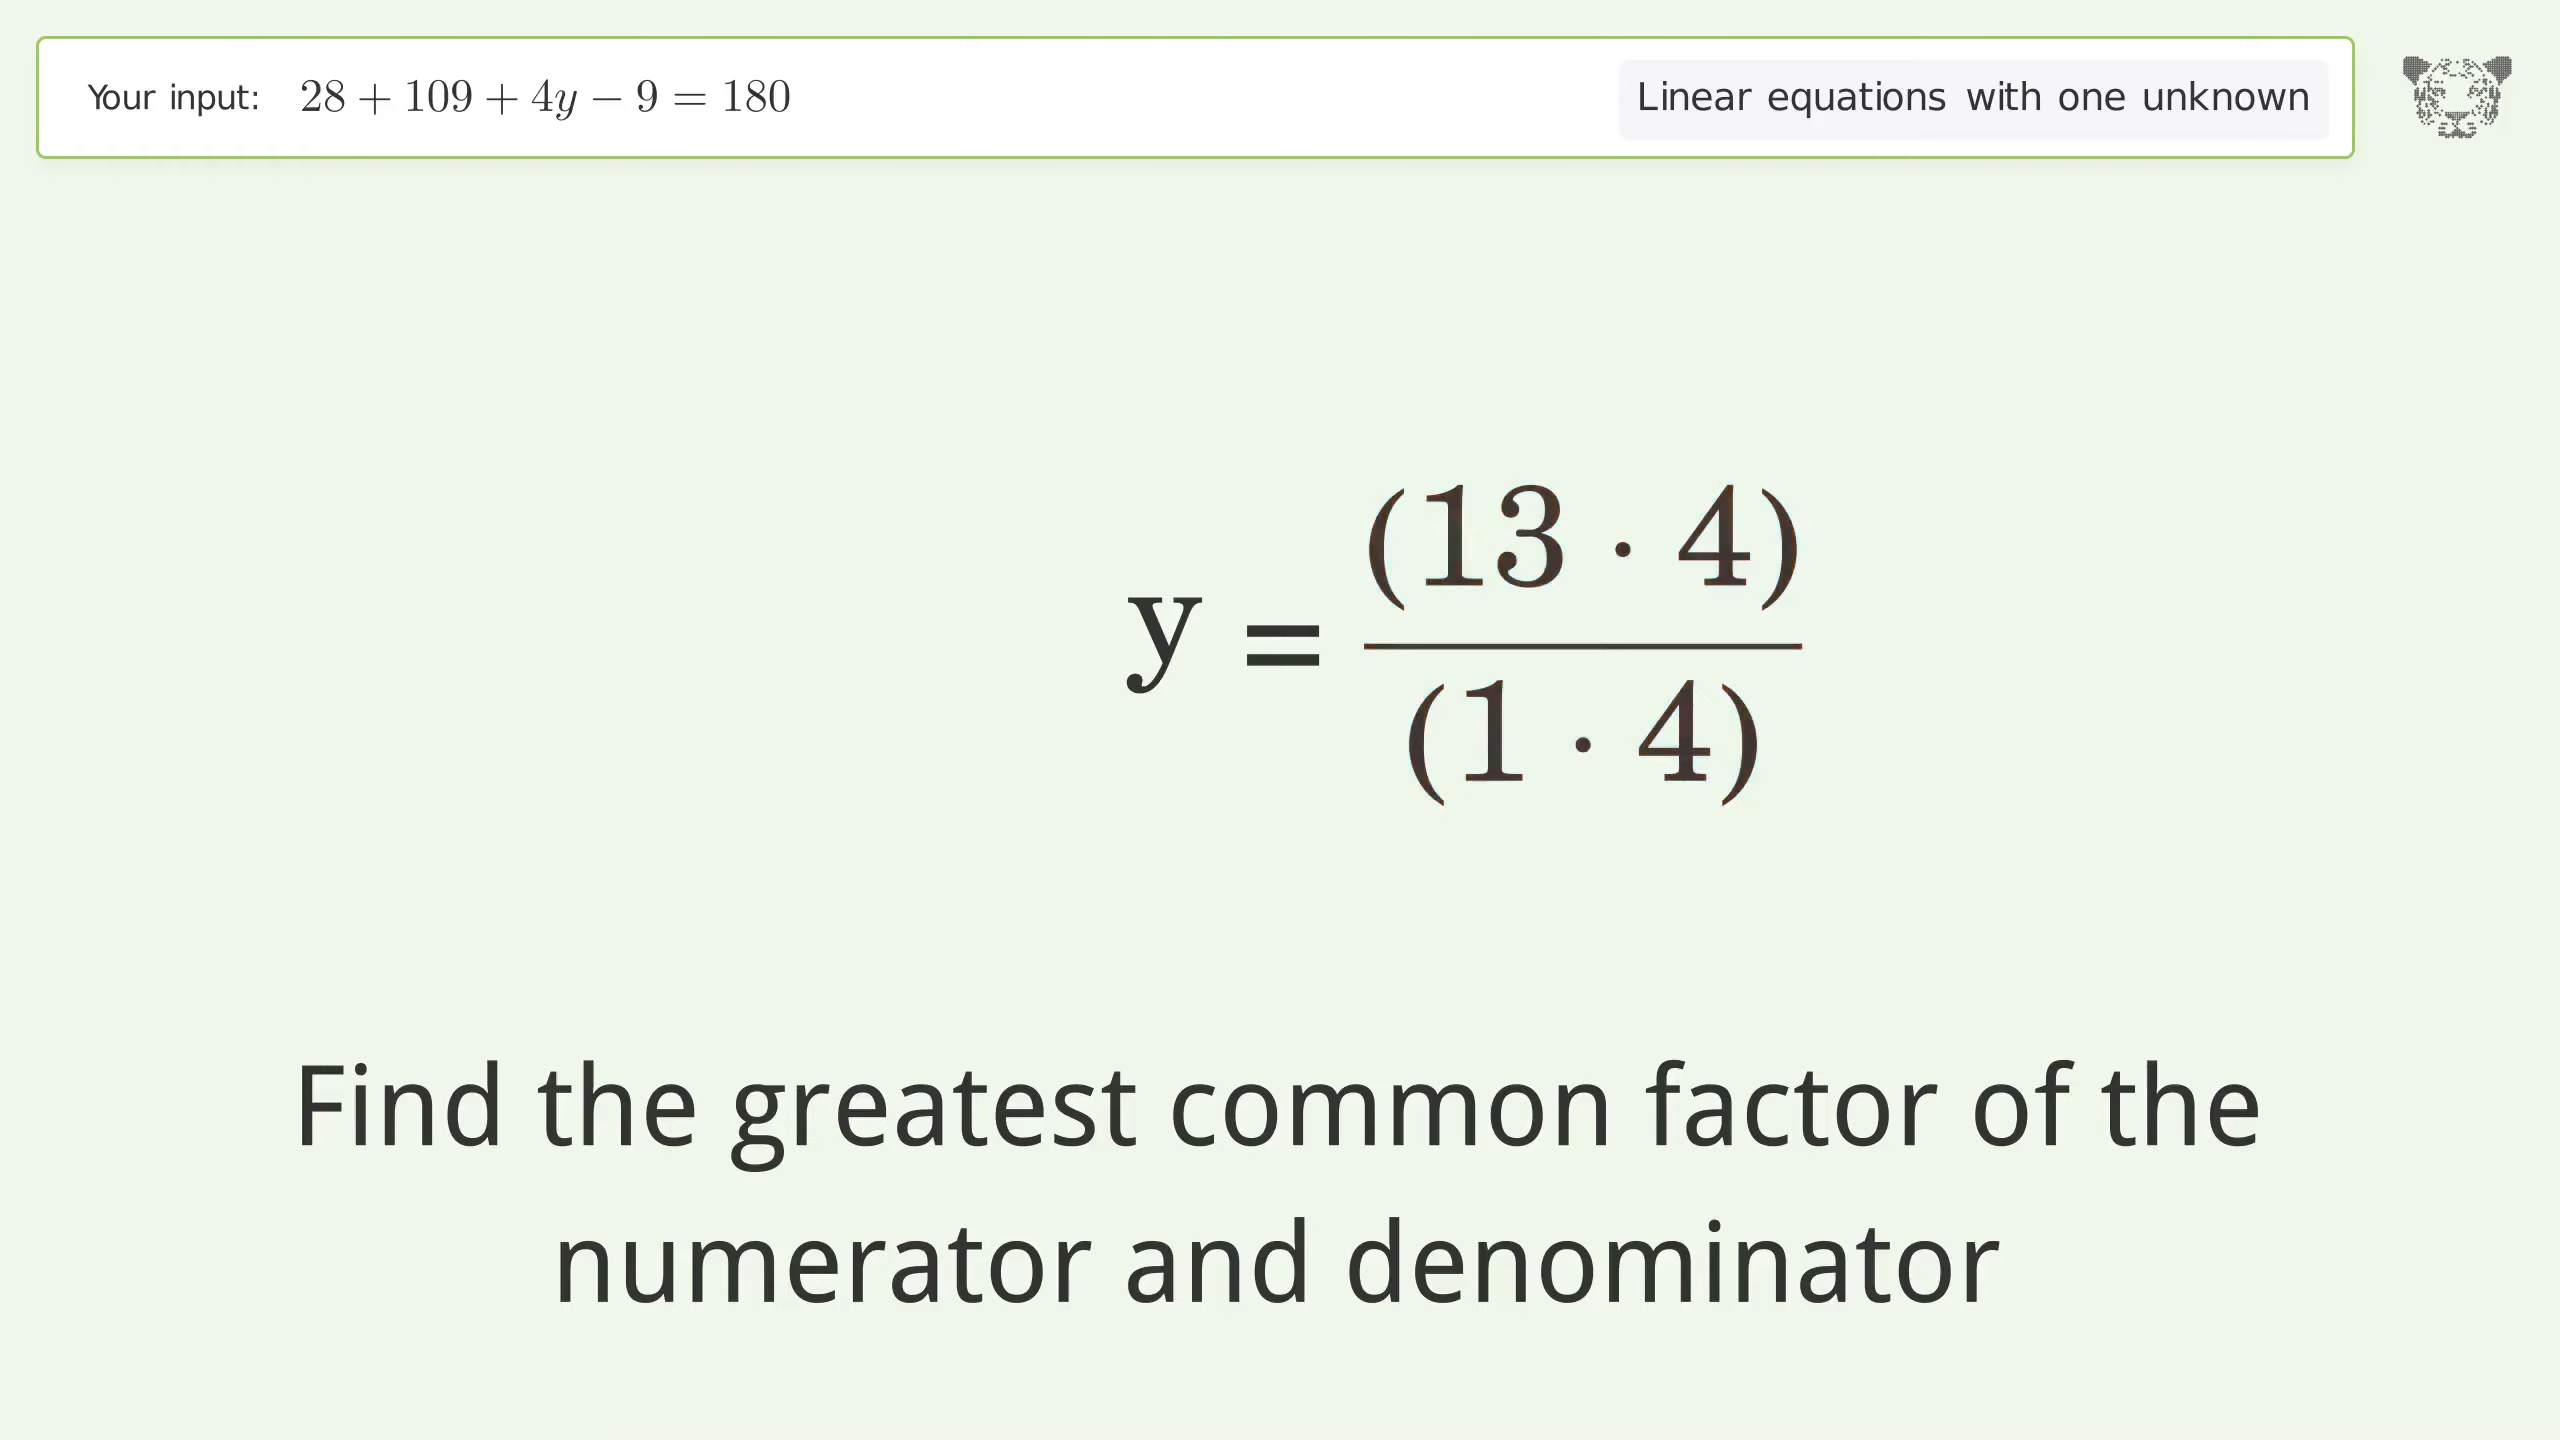 Your input: 28 + 109 + 4y − 9 = 180
Linear equations with one unknown
y = (13 · 4) / (1 · 4)
Find the greatest common factor of the
numerator and denominator